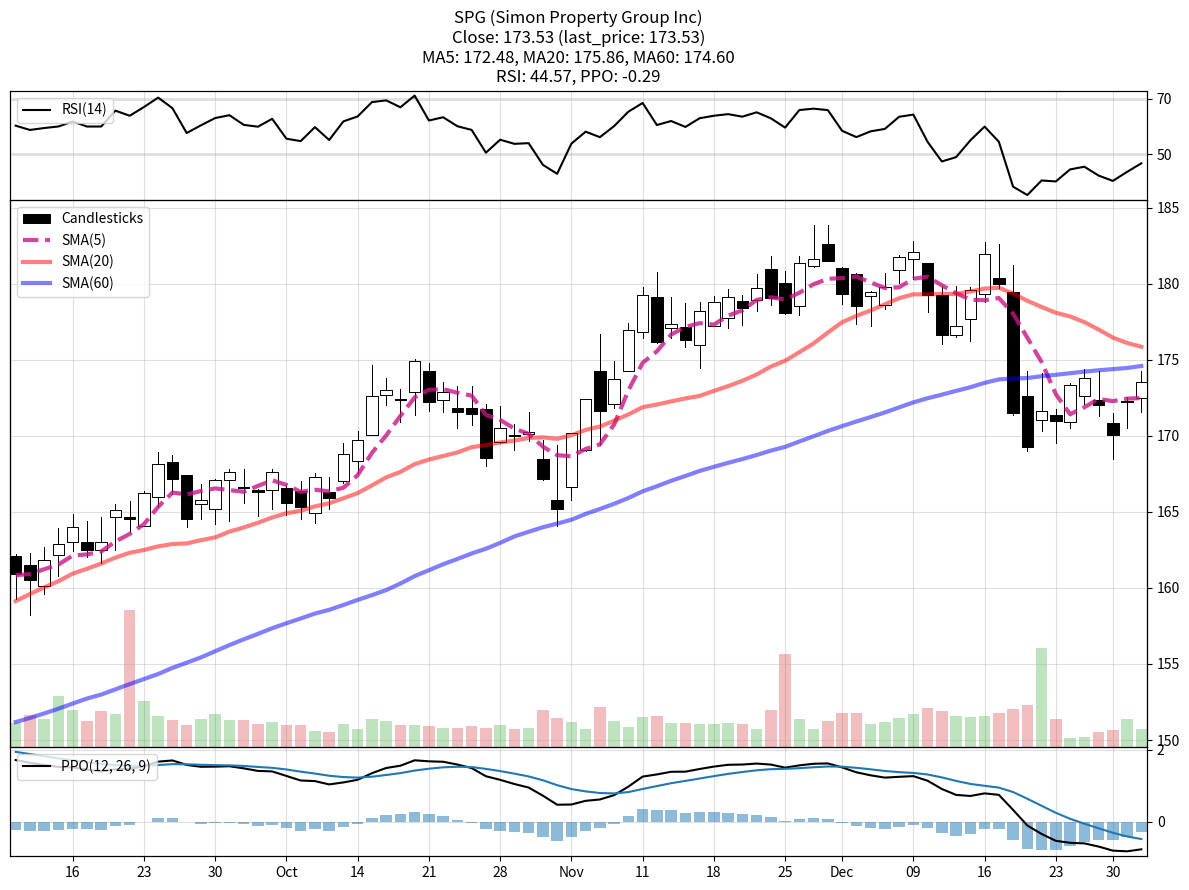 SPG (Simon Property Group Inc)
Close: 173.53 (last_price: 173.53)
MA5: 172.48, MA20: 175.86, MA60: 174.60
RSI: 44.57, PPO: -0.29
RSI(14)
70
50
Candlesticks
SMA(5)
SMA(20)
SMA(60)
185
180
175
170
165
160
155
150
PPO(12, 26, 9)
2
0
16 23 30 Oct 14 21 28 Nov 11 18 25 Dec 09 16 23 30